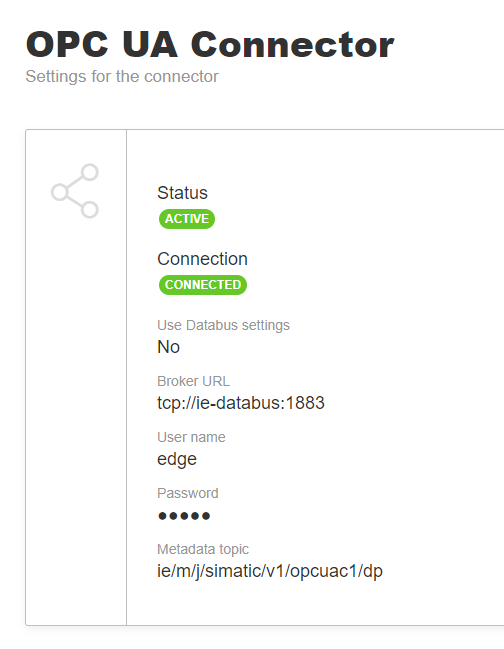 OPC UA Connector
Settings for the connector
Status
ACTIVE
Connection
CONNECTED
Use Databus settings
No
Broker URL
tcp://ie-databus:1883
User name
edge
Password
●●●●●
Metadata topic
ie/m/j/simatic/v1/opcuac1/dp